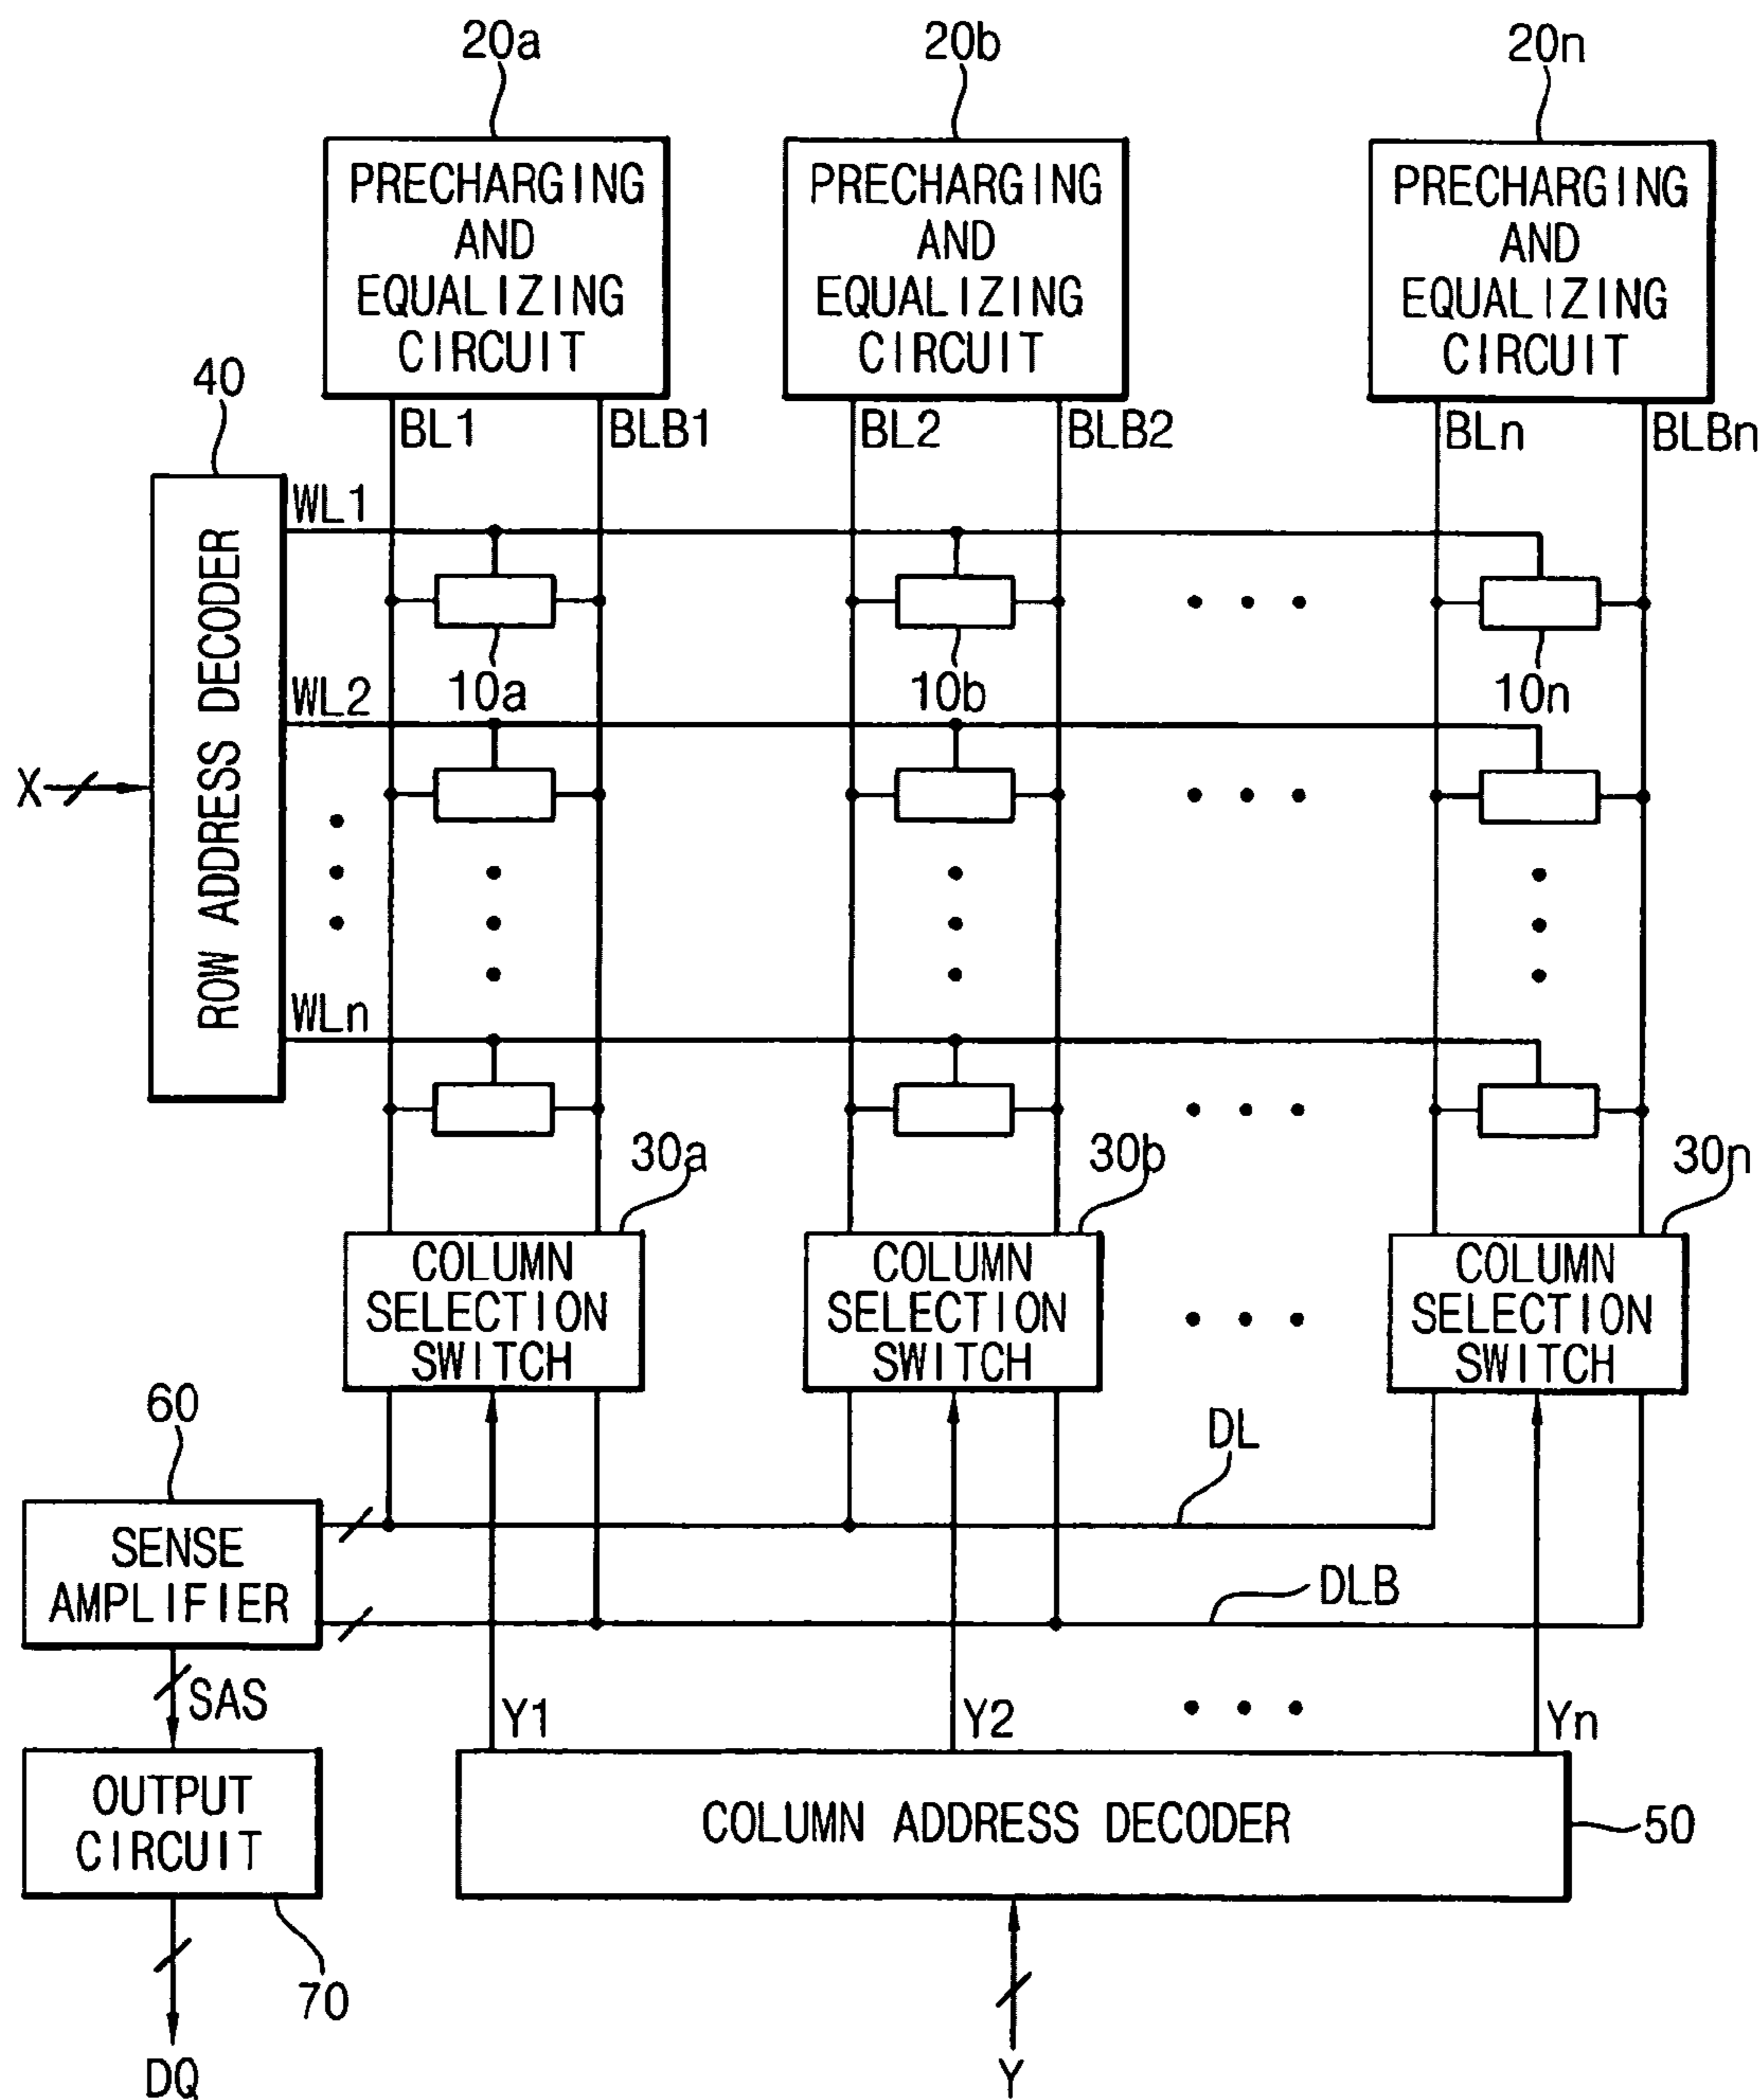 20a 20b 20n
PRECHARGING AND EQUALIZING CIRCUIT
PRECHARGING AND EQUALIZING CIRCUIT
PRECHARGING AND EQUALIZING CIRCUIT
40
BL1 BLB1 BL2 BLB2 BLn BLBn
ROW ADDRESS DECODER
WL1
10a 10b 10n
WL2
X
WLn
30a 30b 30n
COLUMN SELECTION SWITCH
COLUMN SELECTION SWITCH
COLUMN SELECTION SWITCH
60
DL
SENSE AMPLIFIER
DLB
SAS
Y1 Y2 Yn
OUTPUT CIRCUIT
COLUMN ADDRESS DECODER
50
70
DQ
Y